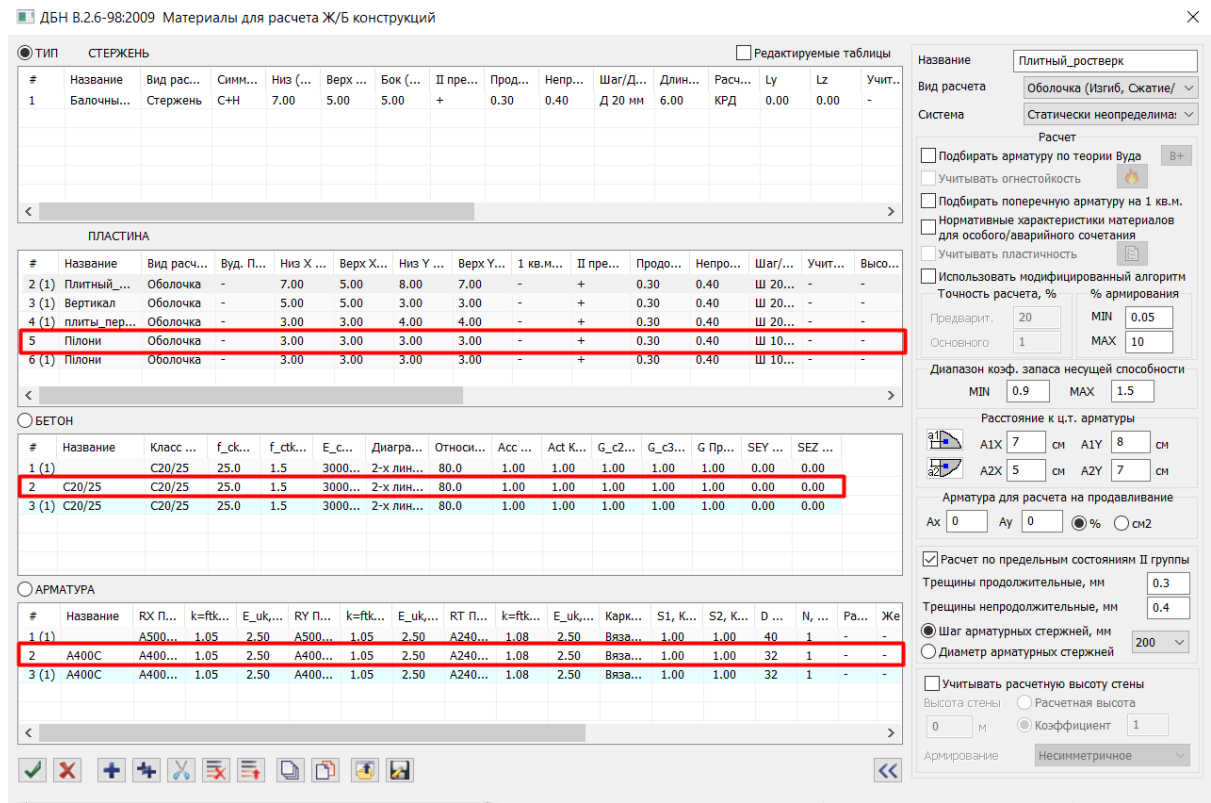 ДБН В.2.6-98:2009 Материалы для расчета Ж/Б конструкций
ТИП СТЕРЖЕНЬ Редактируемые таблицы
# Название Вид рас... Симм... Низ (... Верх ... Бок (... II пре... Прод... Непр... Шаг/Д... Длин... Расч... Ly Lz Учит..
1 Балочны... Стержень С+Н 7.00 5.00 5.00 + 0.30 0.40 Д 20 мм 6.00 КРД 0.00 0.00 -
ПЛАСТИНА
# Название Вид расч... Вуд. П... Низ X ... Верх X... Низ Y ... Верх Y... 1 кв.м... II пре... Продо... Непро... Шаг/... Учит... Высо...
2 (1) Плитный_... Оболочка - 7.00 5.00 8.00 7.00 - + 0.30 0.40 Ш 20... - -
3 (1) Вертикал Оболочка - 5.00 5.00 3.00 3.00 - + 0.30 0.40 Ш 20... - -
4 (1) плиты_пер... Оболочка - 3.00 3.00 4.00 4.00 - + 0.30 0.40 Ш 20... - -
5 Пілони Оболочка - 3.00 3.00 3.00 3.00 - + 0.30 0.40 Ш 10... - -
6 (1) Пілони Оболочка - 3.00 3.00 3.00 3.00 - + 0.30 0.40 Ш 10... - -
БЕТОН
# Название Класс ... f_ck... f_ctk... E_c... Диагра... Относи... Acc ... Act K... G_c2... G_c3... G Пр... SEY ... SEZ ...
1 (1) C20/25 25.0 1.5 3000... 2-х лин... 80.0 1.00 1.00 1.00 1.00 1.00 0.00 0.00
2 C20/25 C20/25 25.0 1.5 3000... 2-х лин... 80.0 1.00 1.00 1.00 1.00 1.00 0.00 0.00
3 (1) C20/25 C20/25 25.0 1.5 3000... 2-х лин... 80.0 1.00 1.00 1.00 1.00 1.00 0.00 0.00
АРМАТУРА
# Название RX П... k=ftk... E_uk,... RY П... k=ftk... E_uk,... RT П... k=ftk... E_uk,... Карк... S1, K... S2, K... D ... N, ... Ра... Же
1 (1) A500... 1.05 2.50 A500... 1.05 2.50 A240... 1.08 2.50 Вяза... 1.00 1.00 40 1 - -
2 A400C A400... 1.05 2.50 A400... 1.05 2.50 A240... 1.08 2.50 Вяза... 1.00 1.00 32 1 - -
3 (1) A400C A400... 1.05 2.50 A400... 1.05 2.50 A240... 1.08 2.50 Вяза... 1.00 1.00 32 1 - -
Название Плитный_ростверк
Вид расчета Оболочка (Изгиб, Сжатие/
Система Статически неопределима:
Расчет
Подбирать арматуру по теории Вуда В+
Учитывать огнестойкость
Подбирать поперечную арматуру на 1 кв.м.
Нормативные характеристики материалов
для особого/аварийного сочетания
Учитывать пластичность
Использовать модифицированный алгоритм
Точность расчета, % % армирования
Предварит. 20 MIN 0.05
Основного 1 MAX 10
Диапазон коэф. запаса несущей способности
MIN 0.9 MAX 1.5
Расстояние к ц.т. арматуры
a1 A1X 7 см A1Y 8 см
a2 A2X 5 см A2Y 7 см
Арматура для расчета на продавливание
Ax 0 Ay 0 % см2
Расчет по предельным состояниям II группы
Трещины продолжительные, мм 0.3
Трещины непродолжительные, мм 0.4
Шаг арматурных стержней, мм 200
Диаметр арматурных стержней
Учитывать расчетную высоту стены
Высота стены Расчетная высота
0 м Коэффициент 1
Армирование Несимметричное